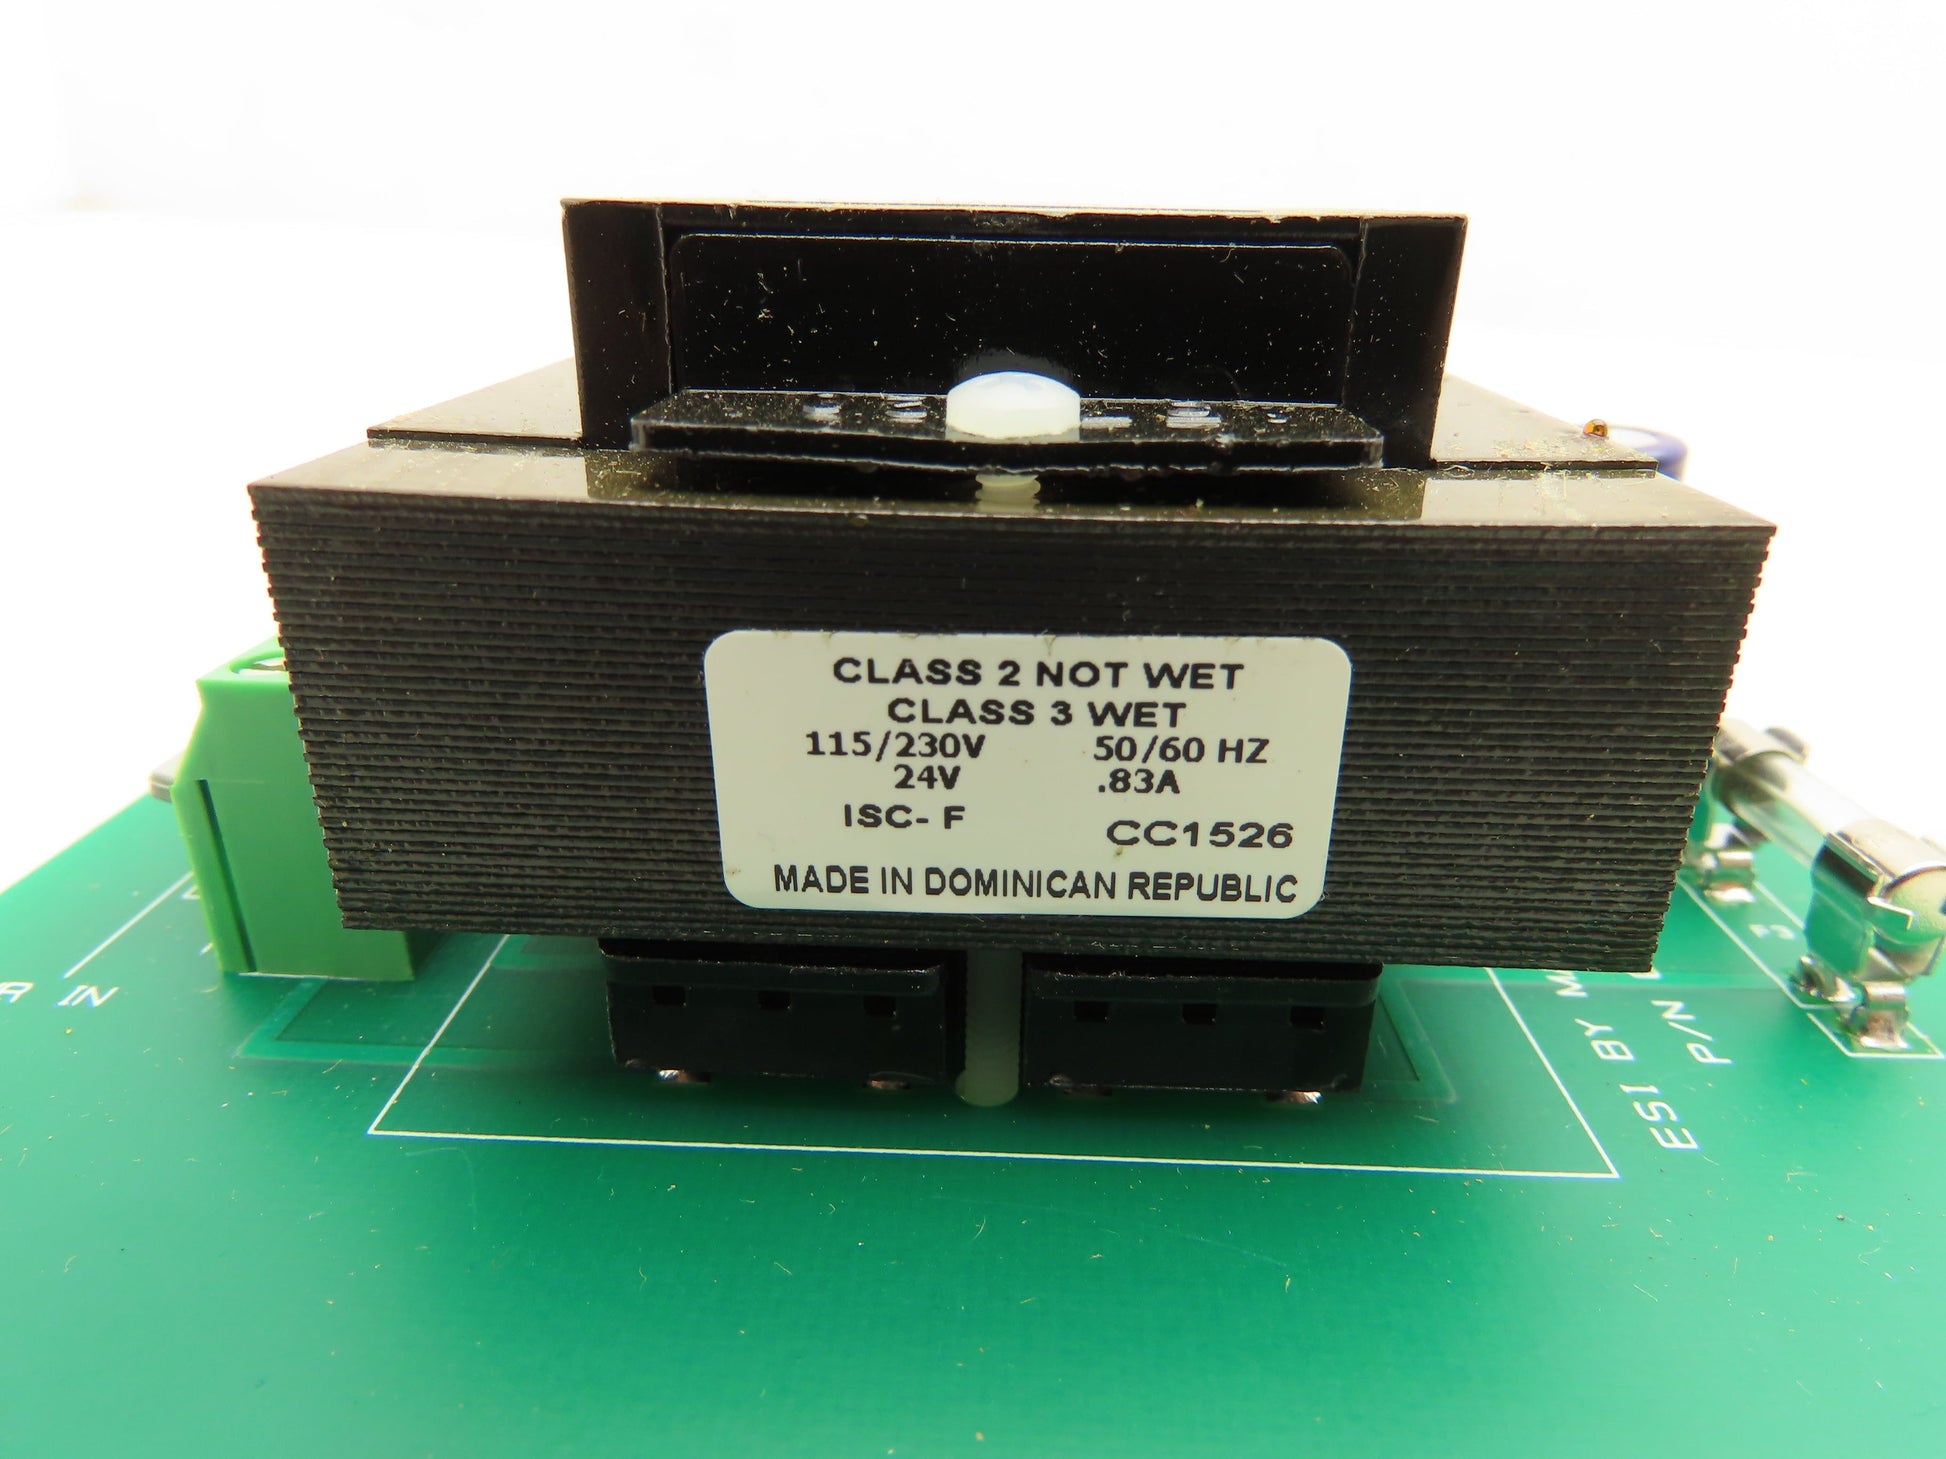 CLASS 2 NOT WET
CLASS 3 WET
115/230V 50/60 HZ
24V .83A
ISC- F
CC1526
MADE IN DOMINICAN REPUBLIC
IN
ESI BY
P/N
3